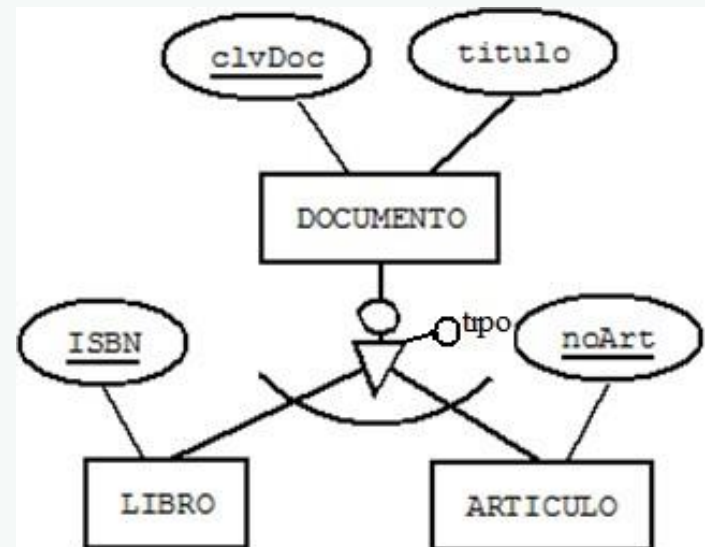 clvDoc
titulo
DOCUMENTO
tipo
ISBN
noArt
LIBRO
ARTICULO